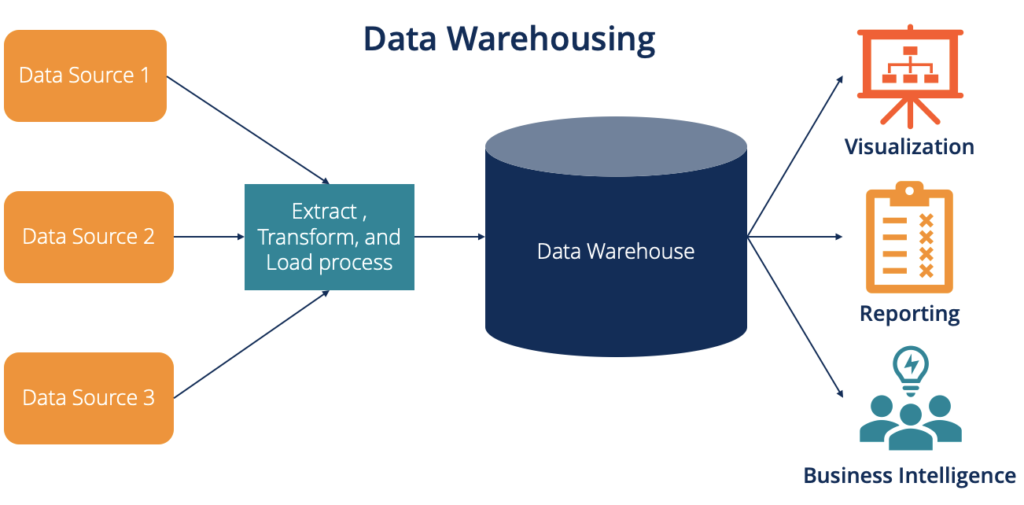 Data Warehousing
Data Source 1
Data Source 2
Data Source 3
Extract ,
Transform, and
Load process
Data Warehouse
Visualization
Reporting
Business Intelligence